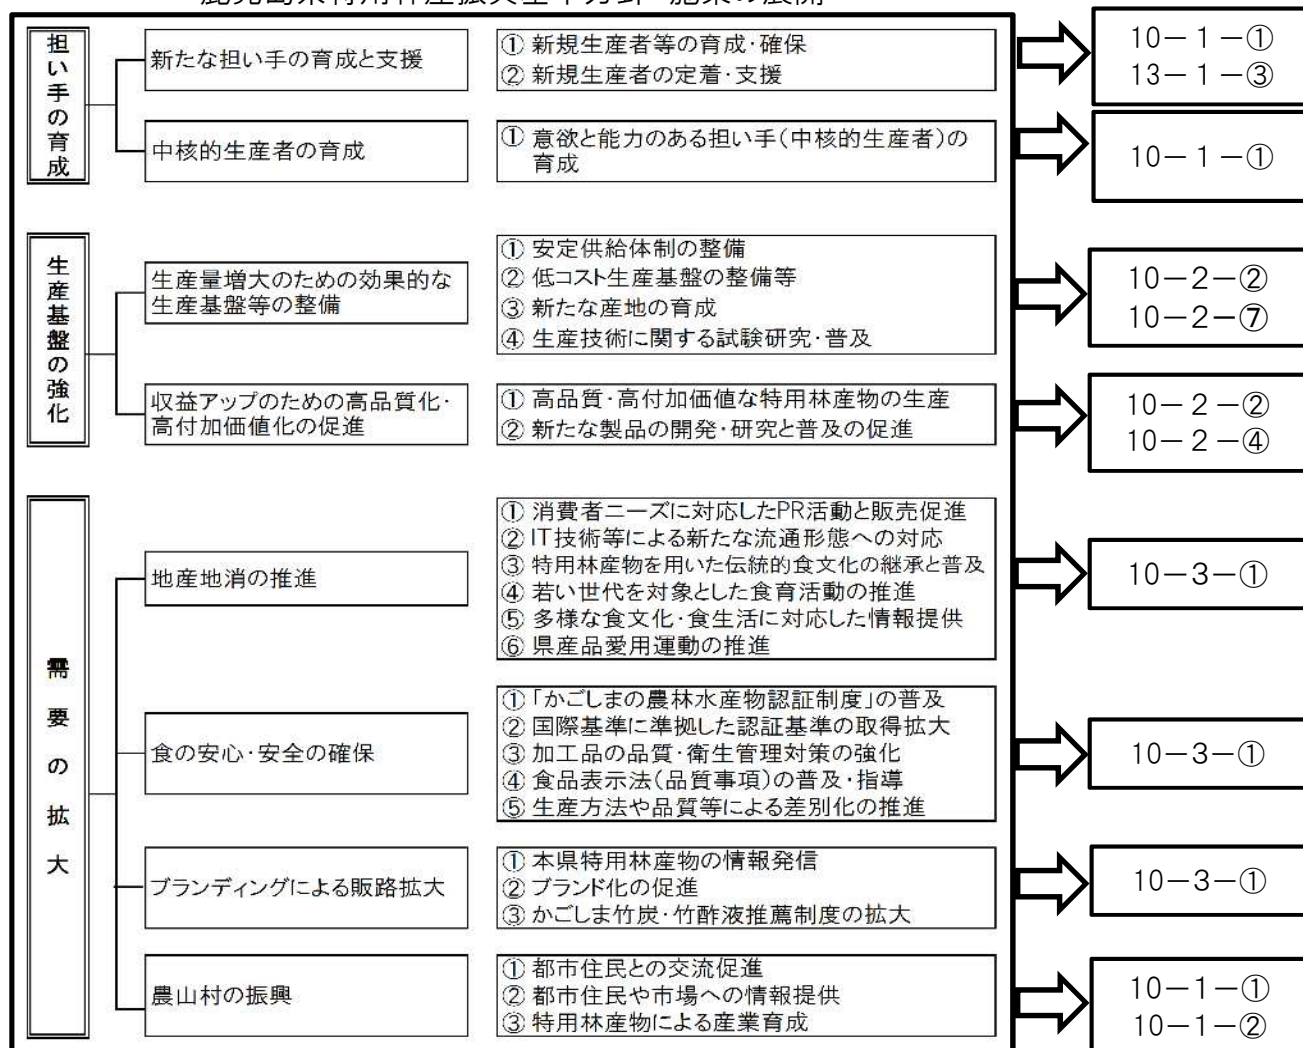 鹿児島県特用林産振興基本方針 施策の展開
担い手の育成
新たな担い手の育成と支援
① 新規生産者等の育成・確保
② 新規生産者の定着・支援
10－1－①
13－1－③
中核的生産者の育成
① 意欲と能力のある担い手(中核的生産者)の
育成
10－1－①
生産基盤の強化
生産量増大のための効果的な
生産基盤等の整備
① 安定供給体制の整備
② 低コスト生産基盤の整備等
③ 新たな産地の育成
④ 生産技術に関する試験研究・普及
10－2－②
10－2－⑦
収益アップのための高品質化・
高付加価値化の促進
① 高品質・高付加価値な特用林産物の生産
② 新たな製品の開発・研究と普及の促進
10－2－②
10－2－④
需要の拡大
地産地消の推進
① 消費者ニーズに対応したPR活動と販売促進
② IT技術等による新たな流通形態への対応
③ 特用林産物を用いた伝統的食文化の継承と普及
④ 若い世代を対象とした食育活動の推進
⑤ 多様な食文化・食生活に対応した情報提供
⑥ 県産品愛用運動の推進
10－3－①
食の安心・安全の確保
①「かごしまの農林水産物認証制度」の普及
② 国際基準に準拠した認証基準の取得拡大
③ 加工品の品質・衛生管理対策の強化
④ 食品表示法(品質事項)の普及・指導
⑤ 生産方法や品質等による差別化の推進
10－3－①
ブランディングによる販路拡大
① 本県特用林産物の情報発信
② ブランド化の促進
③ かごしま竹炭・竹酢液推薦制度の拡大
10－3－①
農山村の振興
① 都市住民との交流促進
② 都市住民や市場への情報提供
③ 特用林産物による産業育成
10－1－①
10－1－②